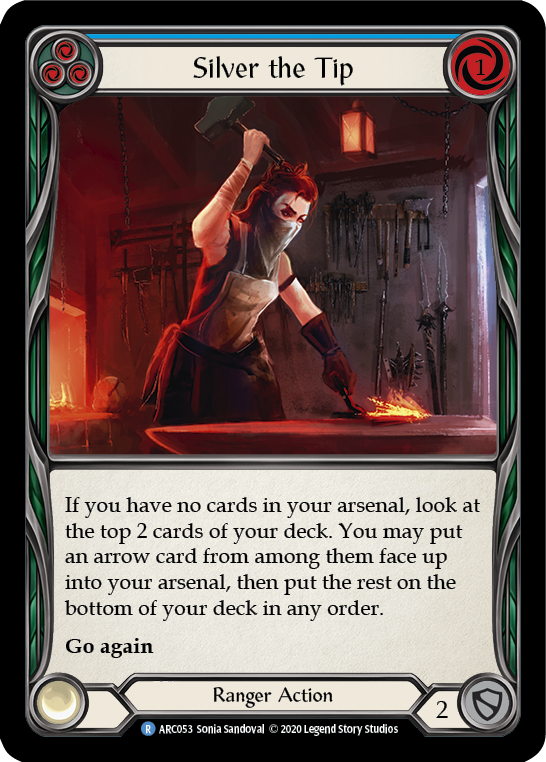 Silver the Tip
1
If you have no cards in your arsenal, look at
the top 2 cards of your deck. You may put
an arrow card from among them face up
into your arsenal, then put the rest on the
bottom of your deck in any order.
Go again
Ranger Action
2
R ARC053 Sonia Sandoval © 2020 Legend Story Studios